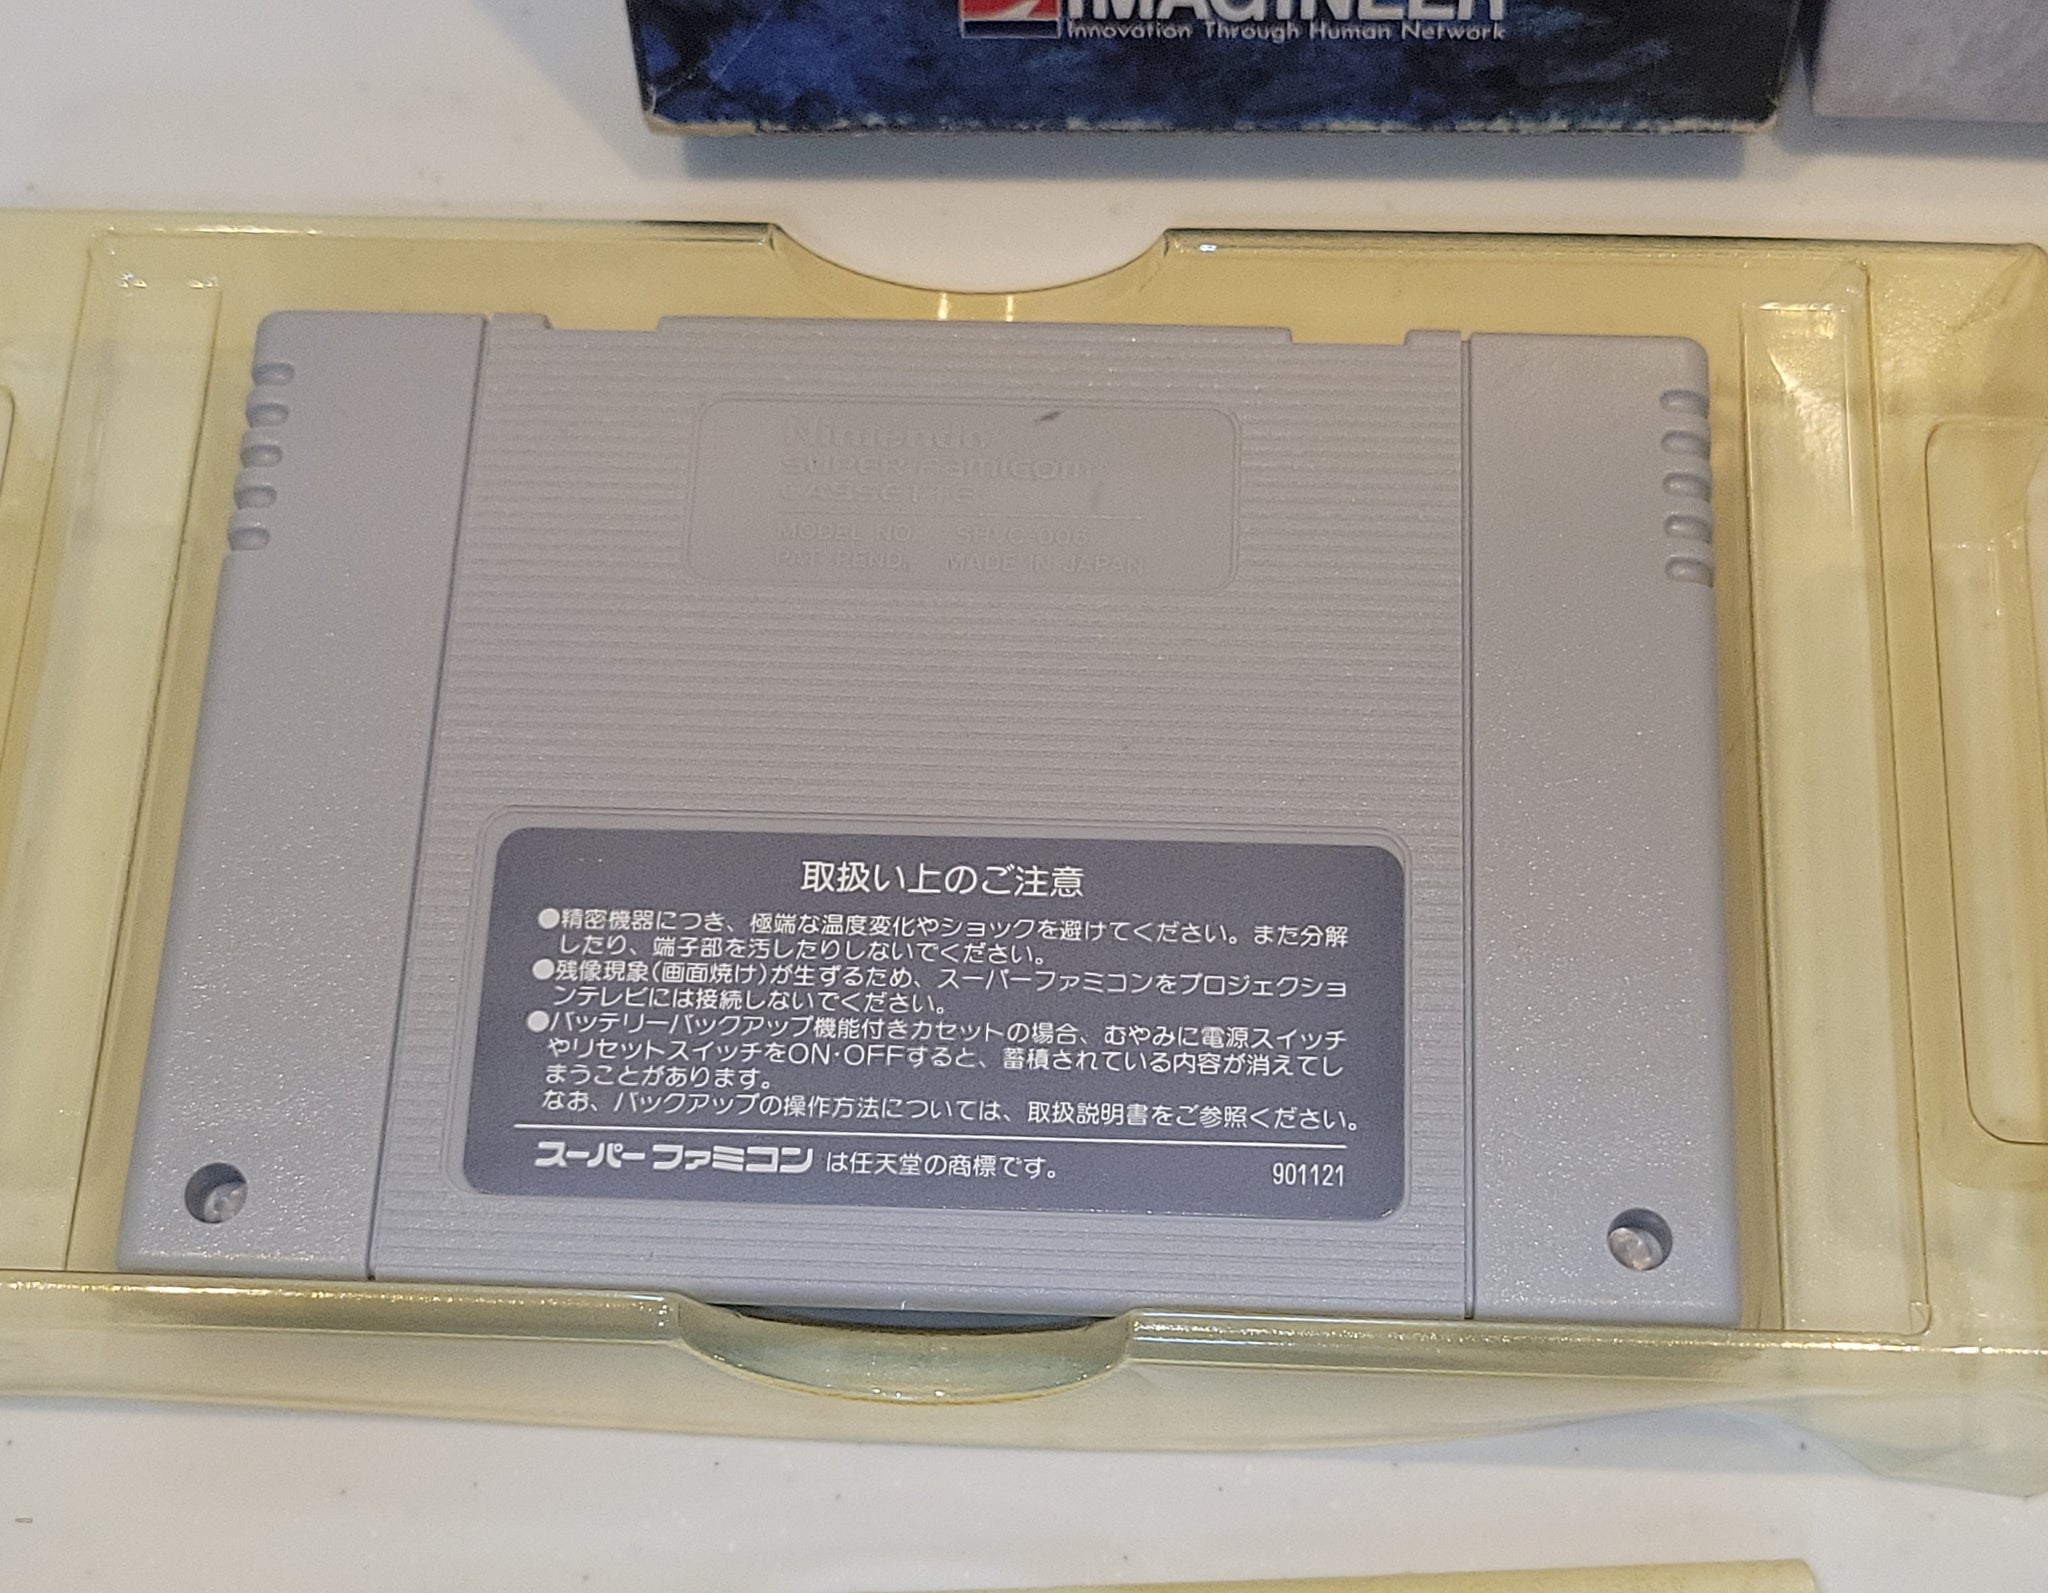 IMAGINEER
Innovation Through Human Network
Nintendo
SUPER FAMICOM
CASSETTE
MODEL NO. SHVC-006
PAT. PEND. MADE IN JAPAN
取扱い上のご注意
●精密機器につき、極端な温度変化やショックを避けてください。また分解
したり、端子部を汚したりしないでください。
●残像現象(画面焼け)が生ずるため、スーパーファミコンをプロジェクショ
ンテレビには接続しないでください。
●バッテリーバックアップ機能付きカセットの場合、むやみに電源スイッチ
やリセットスイッチをON・OFFすると、蓄積されている内容が消えてし
まうことがあります。
なお、バックアップの操作方法については、取扱説明書をご参照ください。
スーパーファミコン は任天堂の商標です。 901121